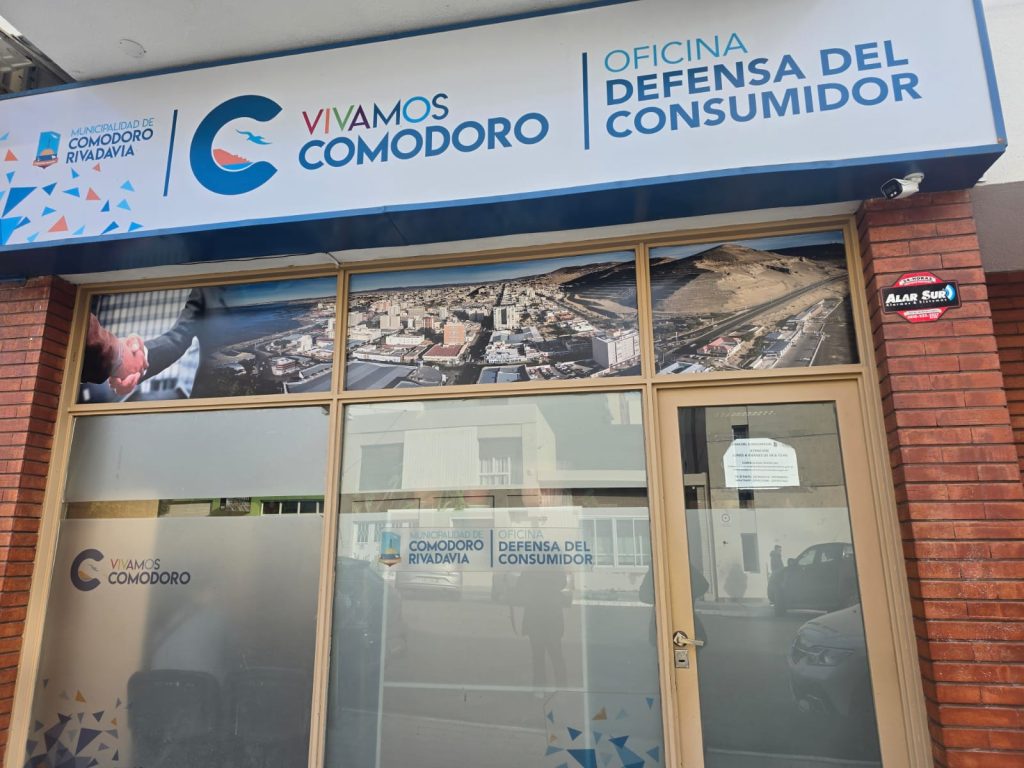 MUNICIPALIDAD DE
COMODORO
RIVADAVIA
VIVAMOS
COMODORO
OFICINA
DEFENSA DEL
CONSUMIDOR
ALAR SUR
VIVAMOS
COMODORO
MUNICIPALIDAD DE
COMODORO
RIVADAVIA
OFICINA
DEFENSA DEL
CONSUMIDOR